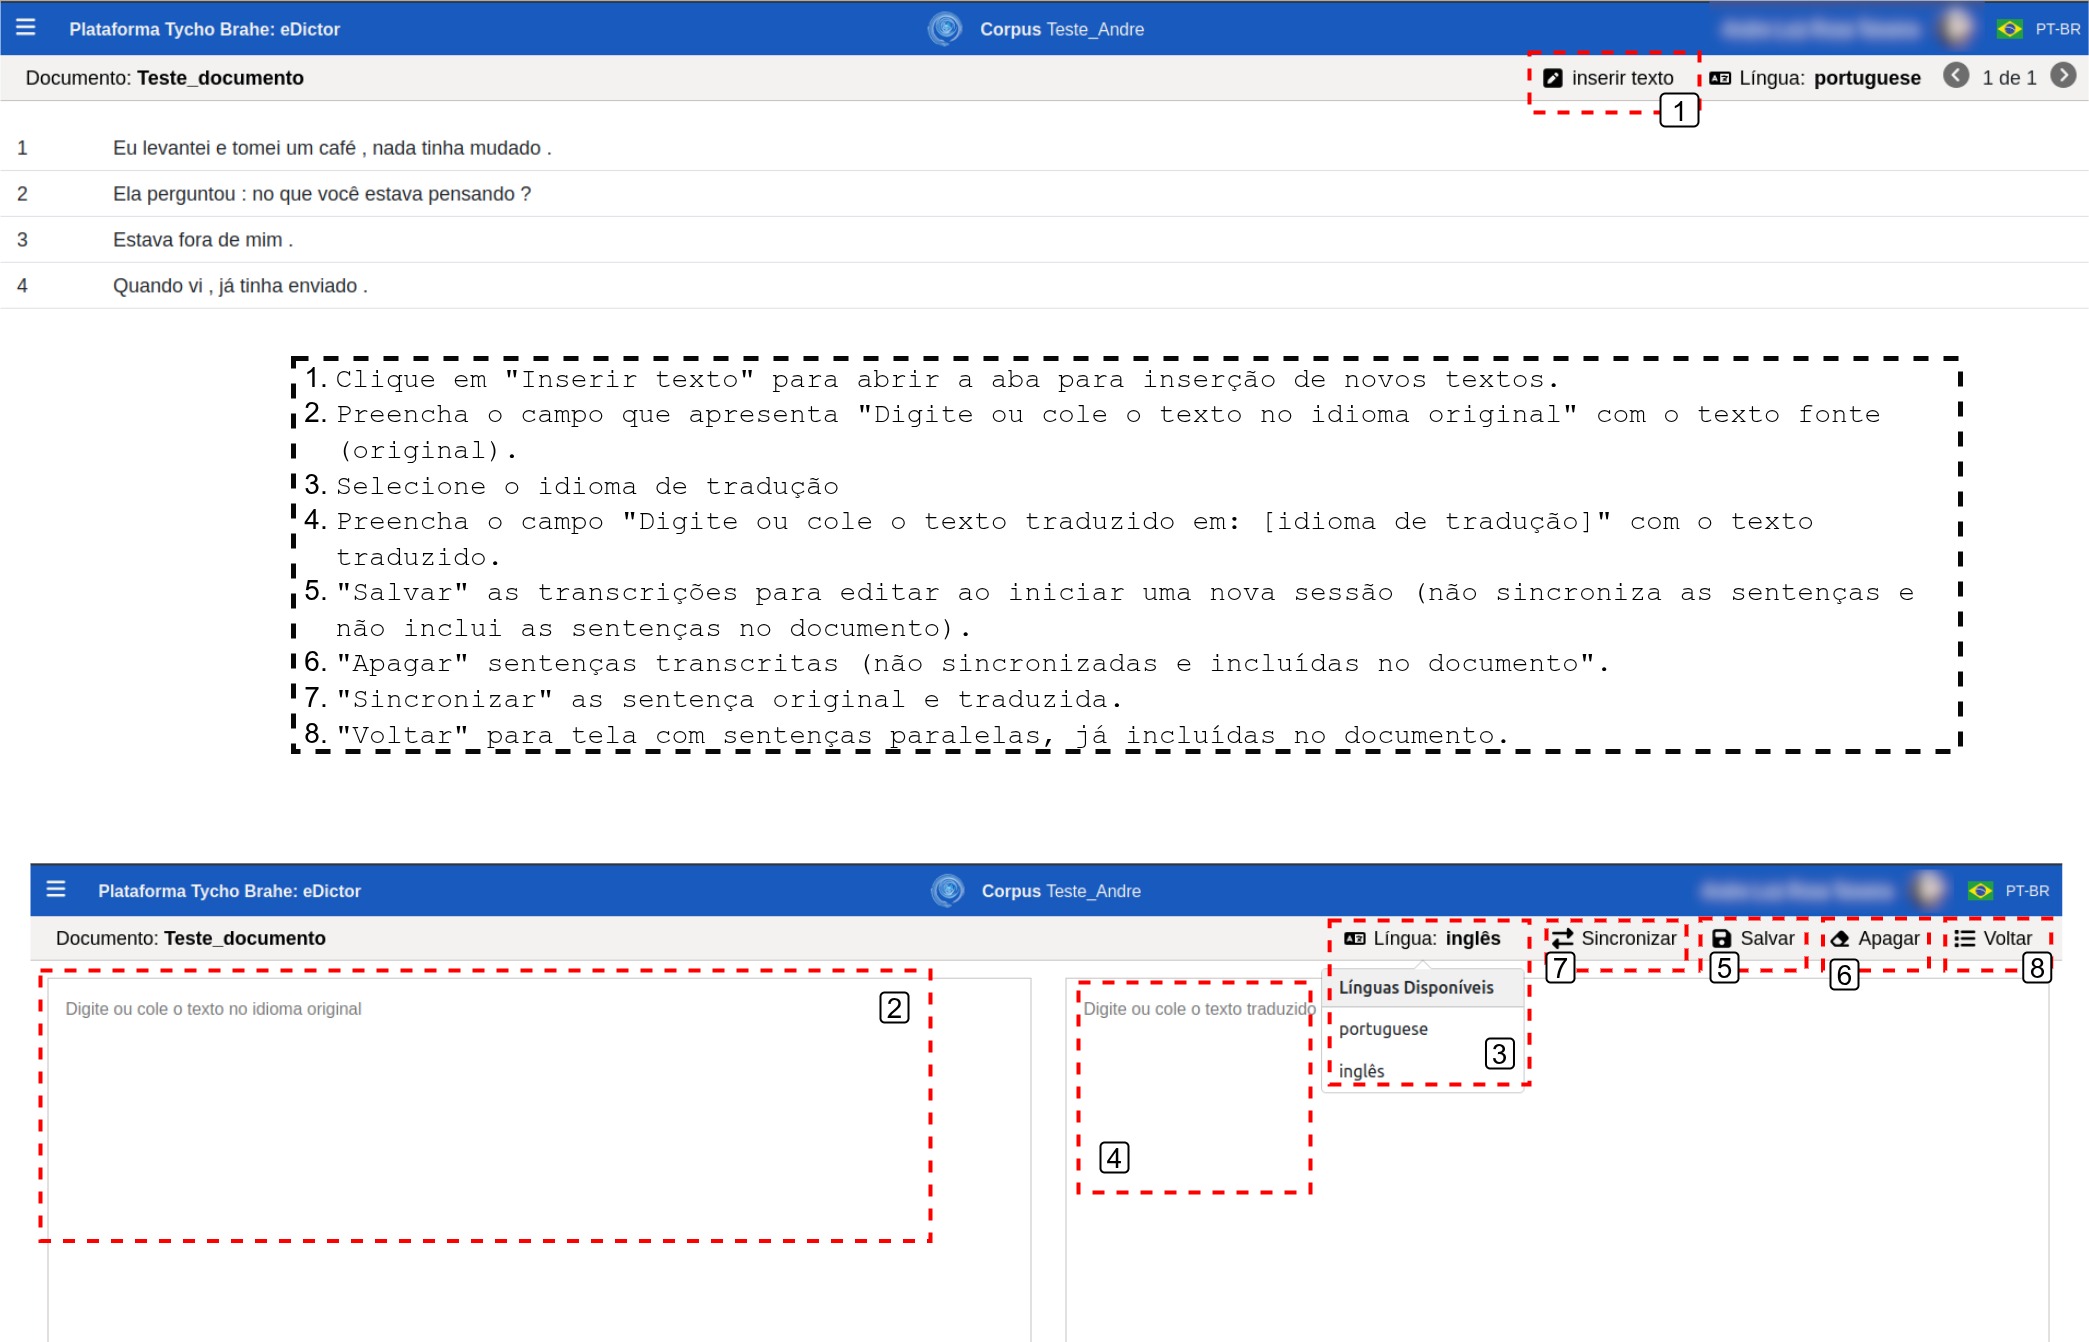 Plataforma Tycho Brahe: eDictor
Corpus Teste_Andre
PT-BR
Documento: Teste_documento
inserir texto
Língua: portuguese
1 de 1
1
1 Eu levantei e tomei um café , nada tinha mudado .
2 Ela perguntou : no que você estava pensando ?
3 Estava fora de mim .
4 Quando vi , já tinha enviado .
1. Clique em "Inserir texto" para abrir a aba para inserção de novos textos.
2. Preencha o campo que apresenta "Digite ou cole o texto no idioma original" com o texto fonte
(original).
3. Selecione o idioma de tradução
4. Preencha o campo "Digite ou cole o texto traduzido em: [idioma de tradução]" com o texto
traduzido.
5. "Salvar" as transcrições para editar ao iniciar uma nova sessão (não sincroniza as sentenças e
não inclui as sentenças no documento).
6. "Apagar" sentenças transcritas (não sincronizadas e incluídas no documento".
7. "Sincronizar" as sentença original e traduzida.
8. "Voltar" para tela com sentenças paralelas, já incluídas no documento.
Plataforma Tycho Brahe: eDictor
Corpus Teste_Andre
PT-BR
Documento: Teste_documento
Língua: inglês
Sincronizar
Salvar
Apagar
Voltar
7
5
6
8
Digite ou cole o texto no idioma original
2
Digite ou cole o texto traduzido
Línguas Disponíveis
portuguese
inglês
3
4